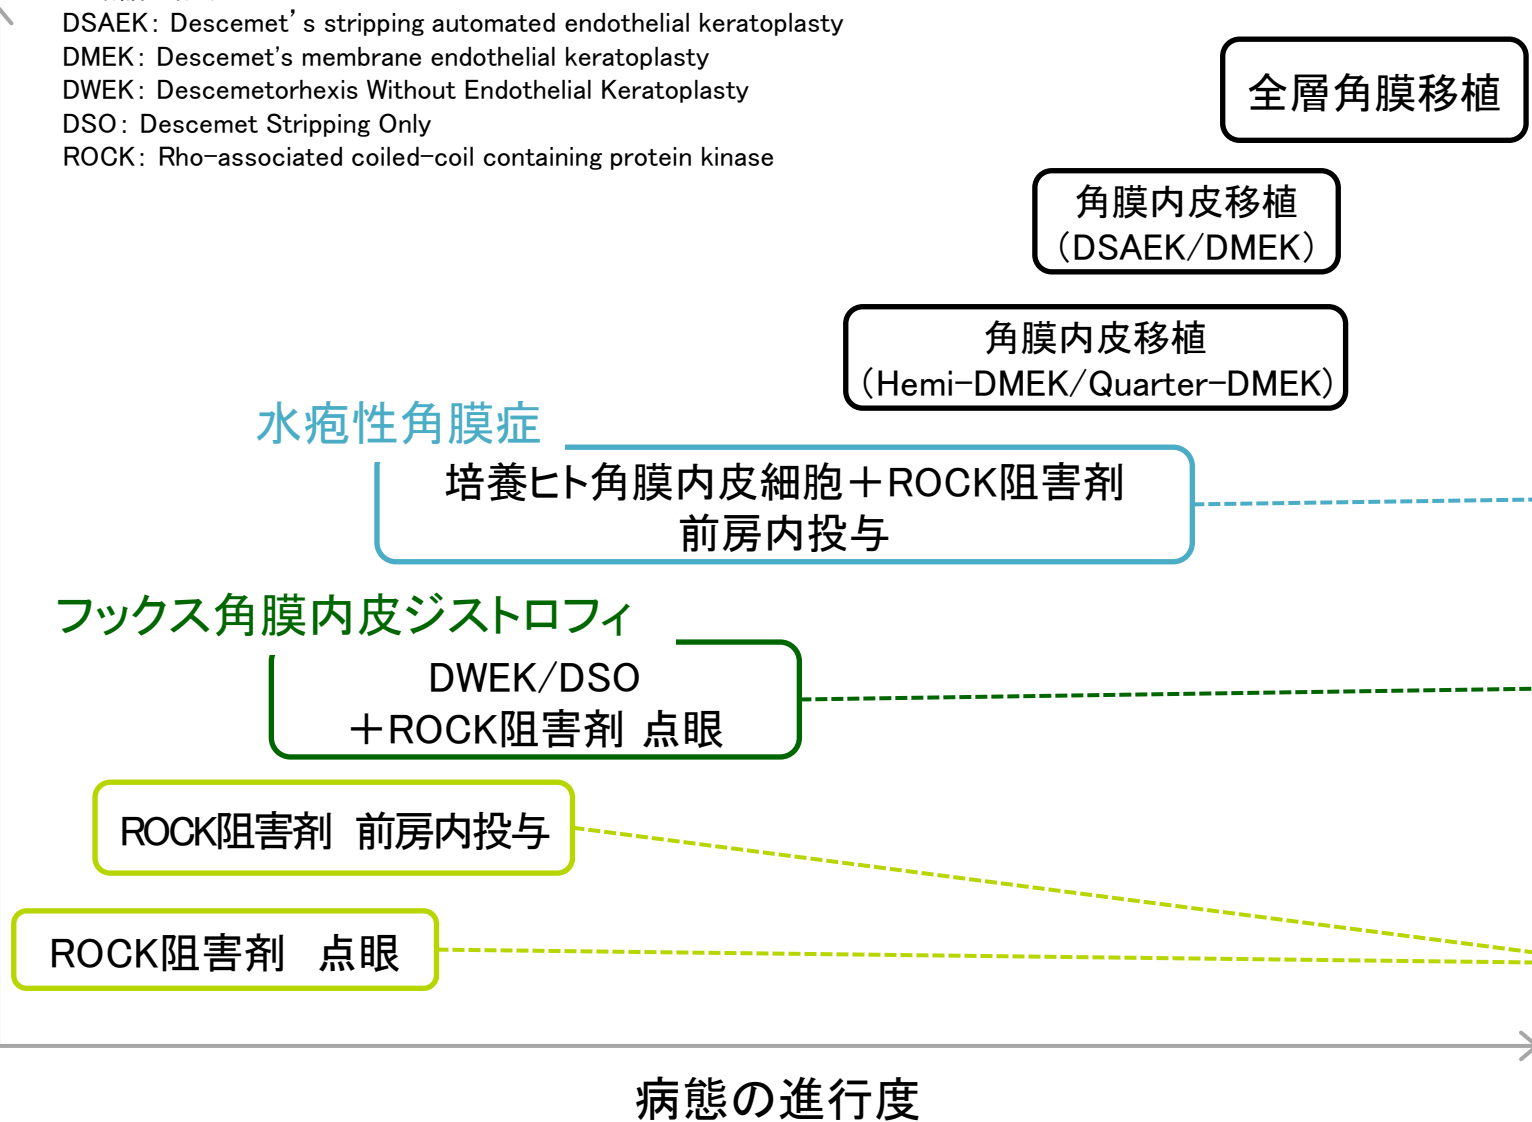 DSAEK: Descemet’s stripping automated endothelial keratoplasty
DMEK: Descemet's membrane endothelial keratoplasty
DWEK: Descemetorhexis Without Endothelial Keratoplasty
DSO: Descemet Stripping Only
ROCK: Rho-associated coiled-coil containing protein kinase
全層角膜移植
角膜内皮移植
（DSAEK/DMEK）
角膜内皮移植
（Hemi-DMEK/Quarter-DMEK）
水疱性角膜症
培養ヒト角膜内皮細胞＋ROCK阻害剤
前房内投与
フックス角膜内皮ジストロフィ
DWEK/DSO
＋ROCK阻害剤 点眼
ROCK阻害剤　前房内投与
ROCK阻害剤　点眼
病態の進行度